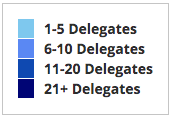 1-5 Delegates
6-10 Delegates
11-20 Delegates
21+ Delegates